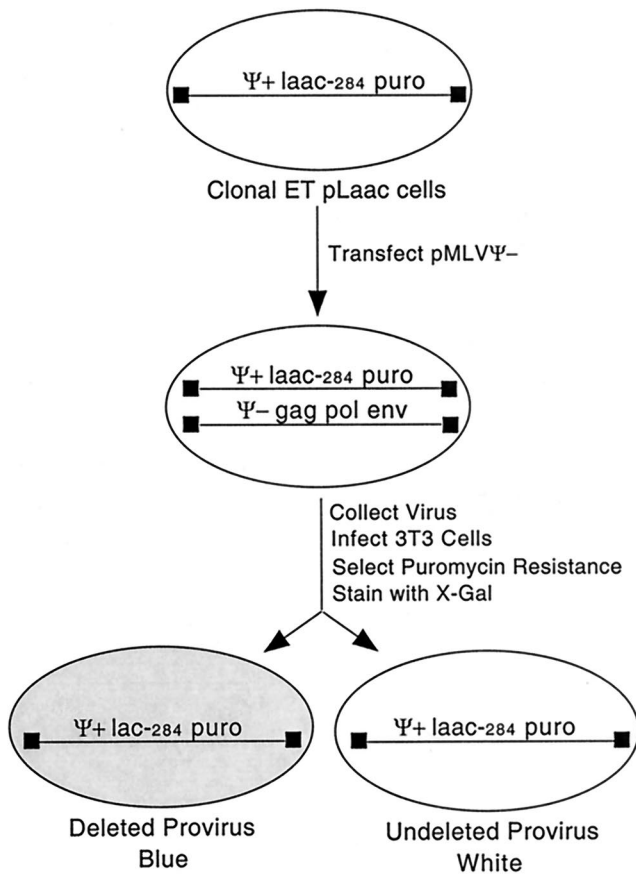 Ψ+ laac-284 puro
Clonal ET pLaac cells
Transfect pMLVΨ–
Ψ+ laac-284 puro
Ψ– gag pol env
Collect Virus
Infect 3T3 Cells
Select Puromycin Resistance
Stain with X-Gal
Ψ+ lac-284 puro
Ψ+ laac-284 puro
Deleted Provirus
Blue
Undeleted Provirus
White